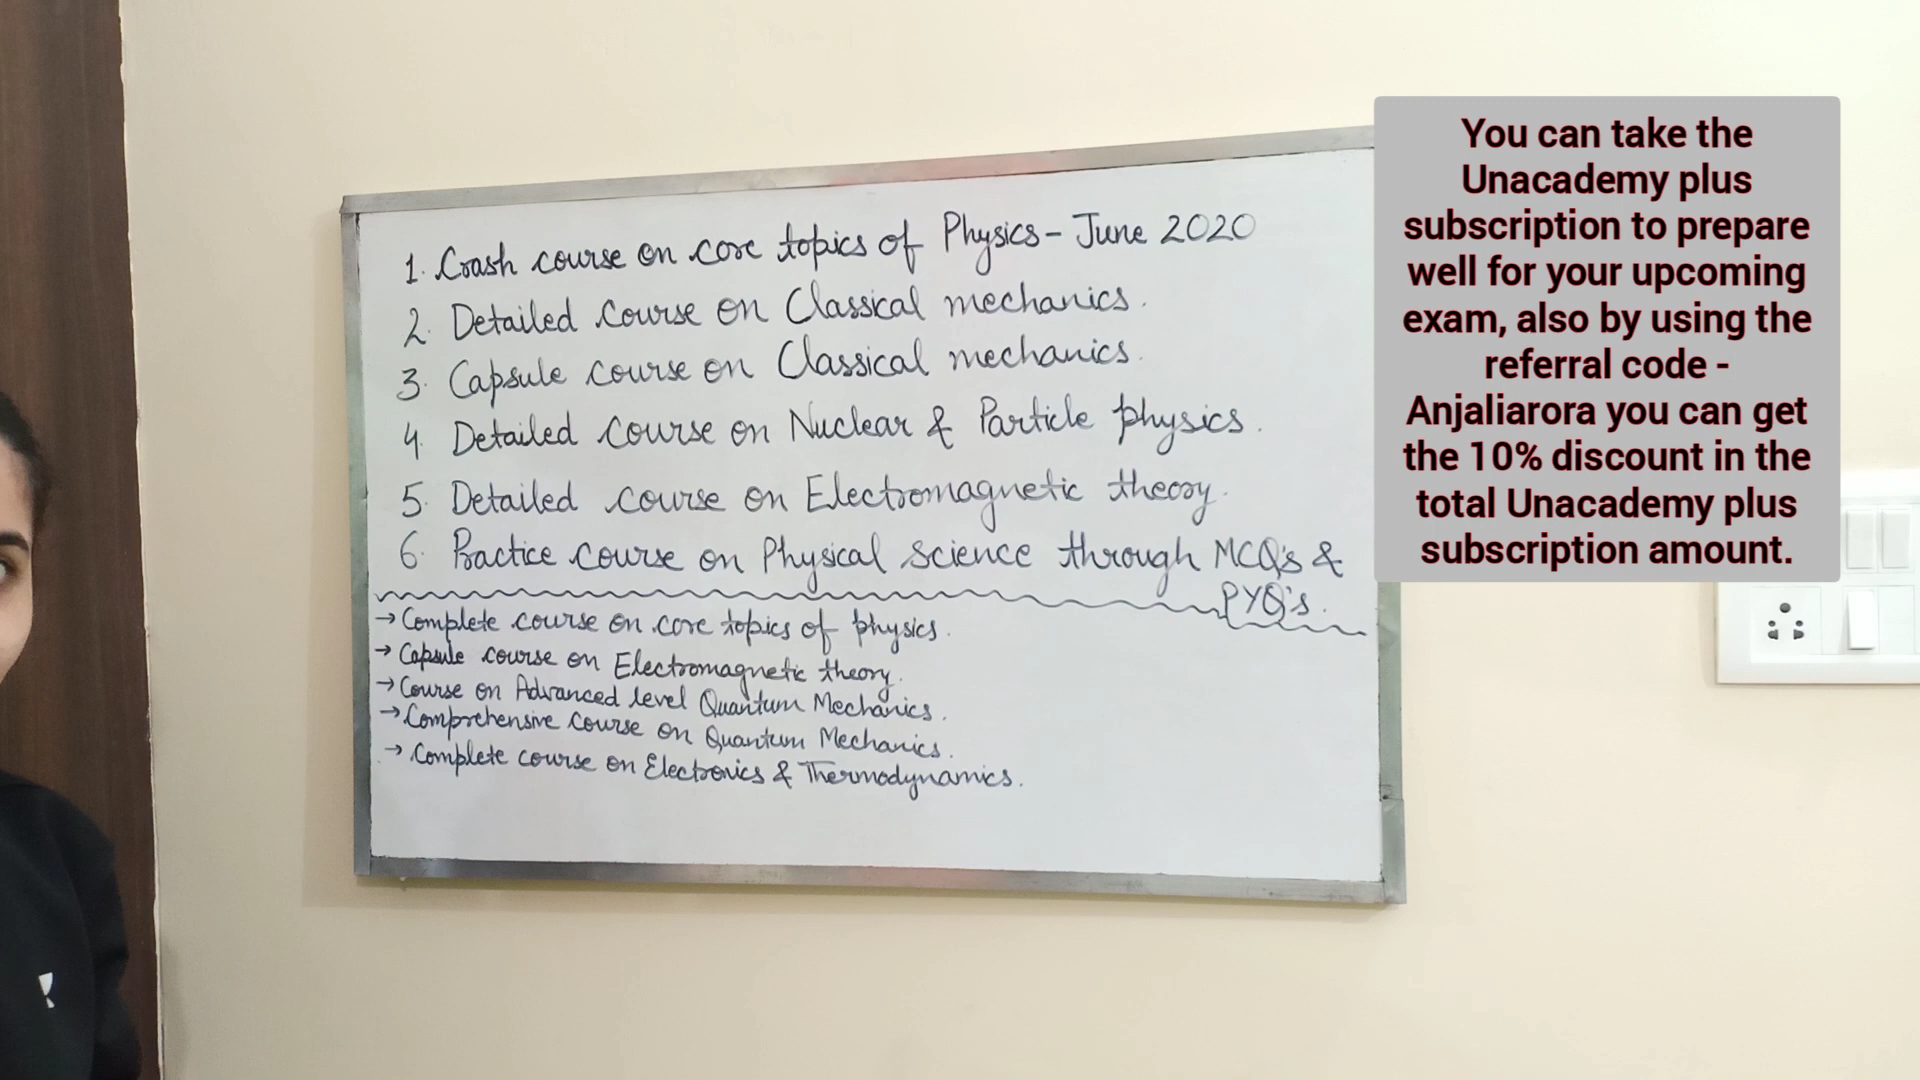 1. Crash course on core topics of Physics - June 2020
2. Detailed course on Classical mechanics.
3. Capsule course on Classical mechanics.
4. Detailed course on Nuclear & Particle physics.
5. Detailed course on Electromagnetic theory.
6. Practice course on Physical Science through MCQ's &
PYQ's.
→ Complete course on core topics of physics.
→ Capsule course on Electromagnetic theory.
→ Course on Advanced level Quantum Mechanics.
→ Comprehensive course on Quantum Mechanics.
→ Complete course on Electronics & Thermodynamics.
You can take the
Unacademy plus
subscription to prepare
well for your upcoming
exam, also by using the
referral code -
Anjaliarora you can get
the 10% discount in the
total Unacademy plus
subscription amount.